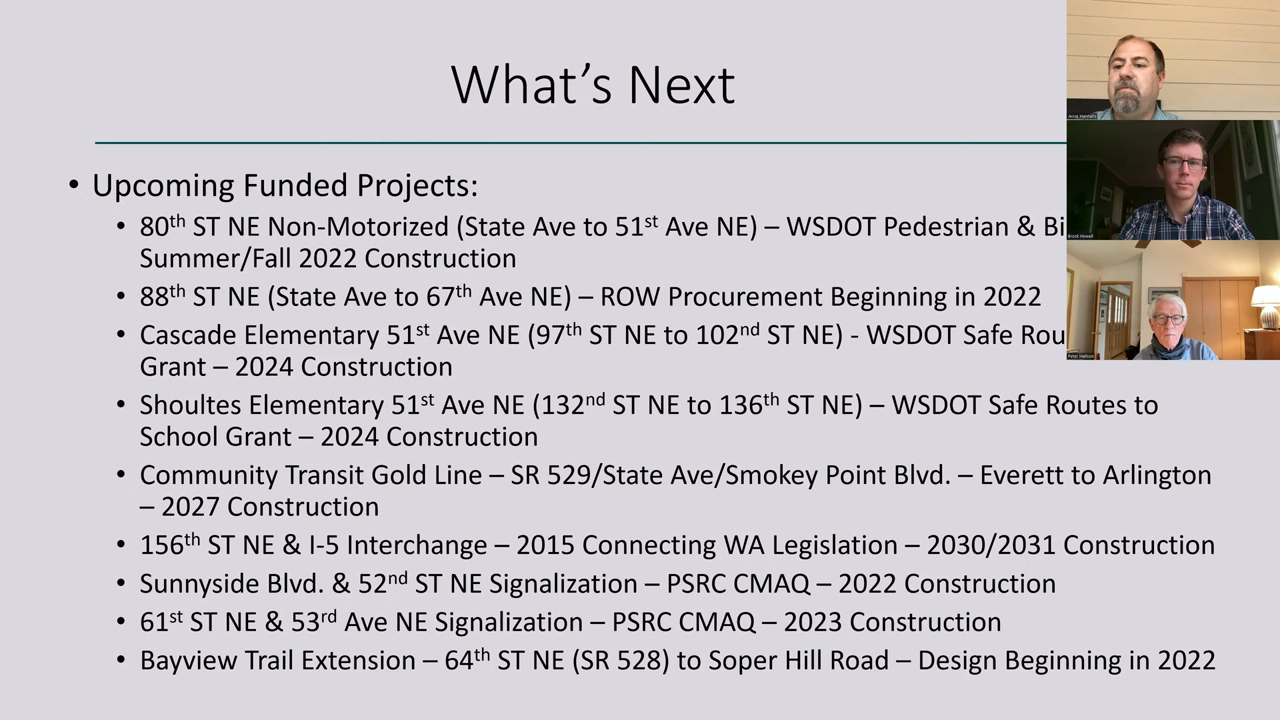 What's Next
• Upcoming Funded Projects:
• 80th ST NE Non-Motorized (State Ave to 51st Ave NE) – WSDOT Pedestrian &
Summer/Fall 2022 Construction
• 88th ST NE (State Ave to 67th Ave NE) – ROW Procurement Beginning in 2022
• Cascade Elementary 51st Ave NE (97th ST NE to 102nd ST NE) - WSDOT Safe
Grant – 2024 Construction
• Shoultes Elementary 51st Ave NE (132nd ST NE to 136th ST NE) – WSDOT Safe Routes to
School Grant – 2024 Construction
• Community Transit Gold Line – SR 529/State Ave/Smokey Point Blvd. – Everett to Arlington
– 2027 Construction
• 156th ST NE & I-5 Interchange – 2015 Connecting WA Legislation – 2030/2031 Construction
• Sunnyside Blvd. & 52nd ST NE Signalization – PSRC CMAQ – 2022 Construction
• 61st ST NE & 53rd Ave NE Signalization – PSRC CMAQ – 2023 Construction
• Bayview Trail Extension – 64th ST NE (SR 528) to Soper Hill Road – Design Beginning in 2022
Brook Howell